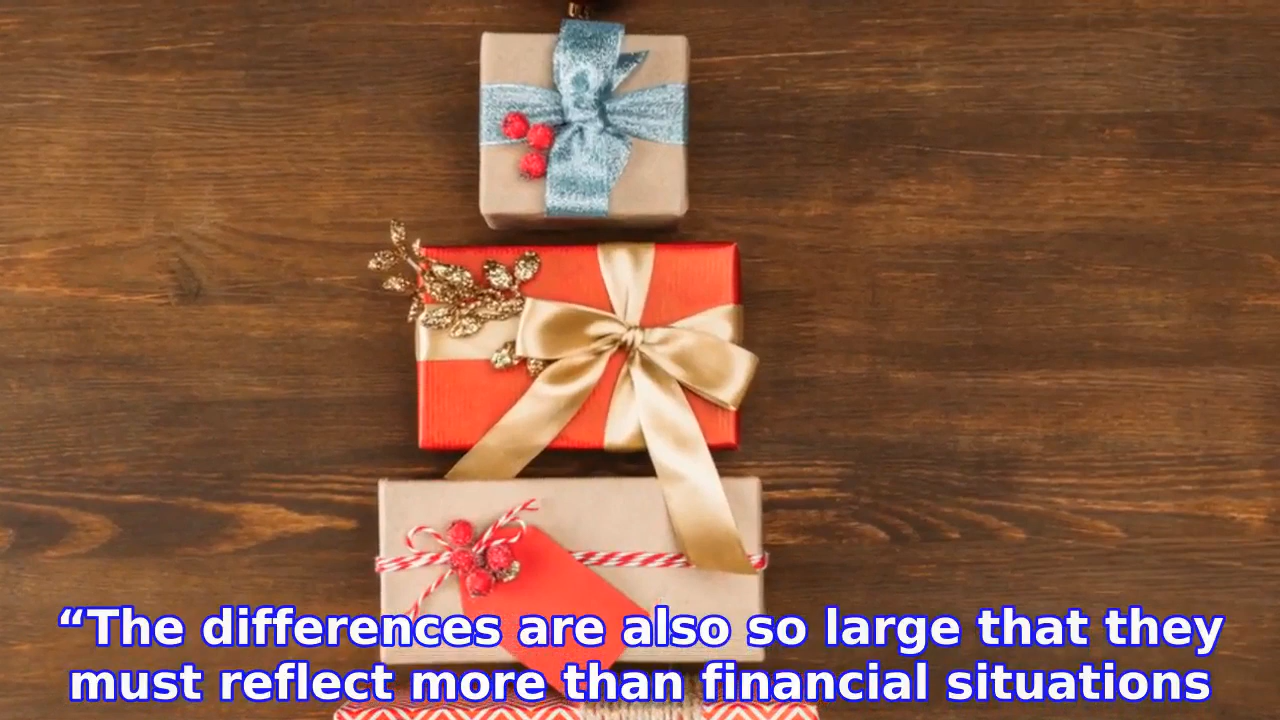 “The differences are also so large that they
must reflect more than financial situations